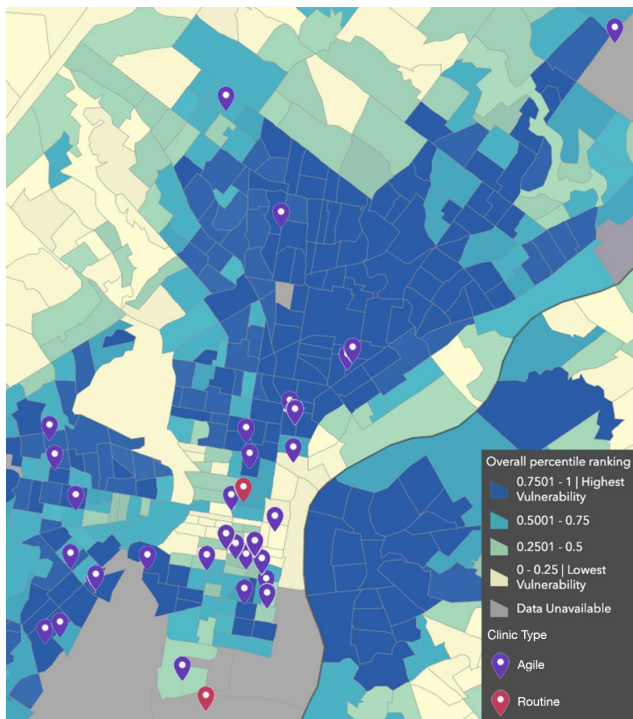 Overall percentile ranking
0.7501 - 1 | Highest
Vulnerability
0.5001 - 0.75
0.2501 - 0.5
0 - 0.25 | Lowest
Vulnerability
Data Unavailable
Clinic Type
Agile
Routine